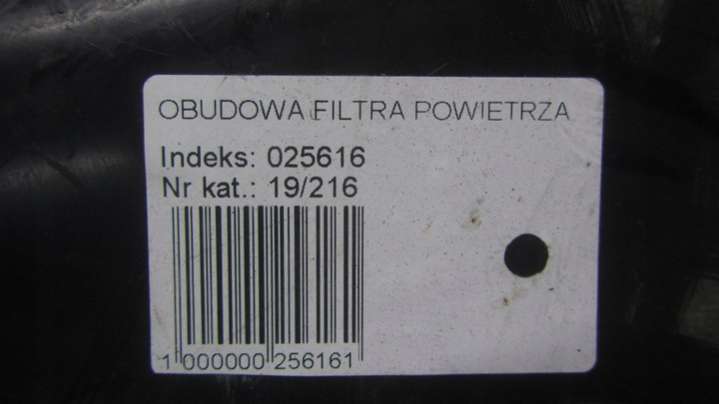 OBUDOWA FILTRA POWIETRZA
Indeks: 025616
Nr kat.: 19/216
1 000000 256161